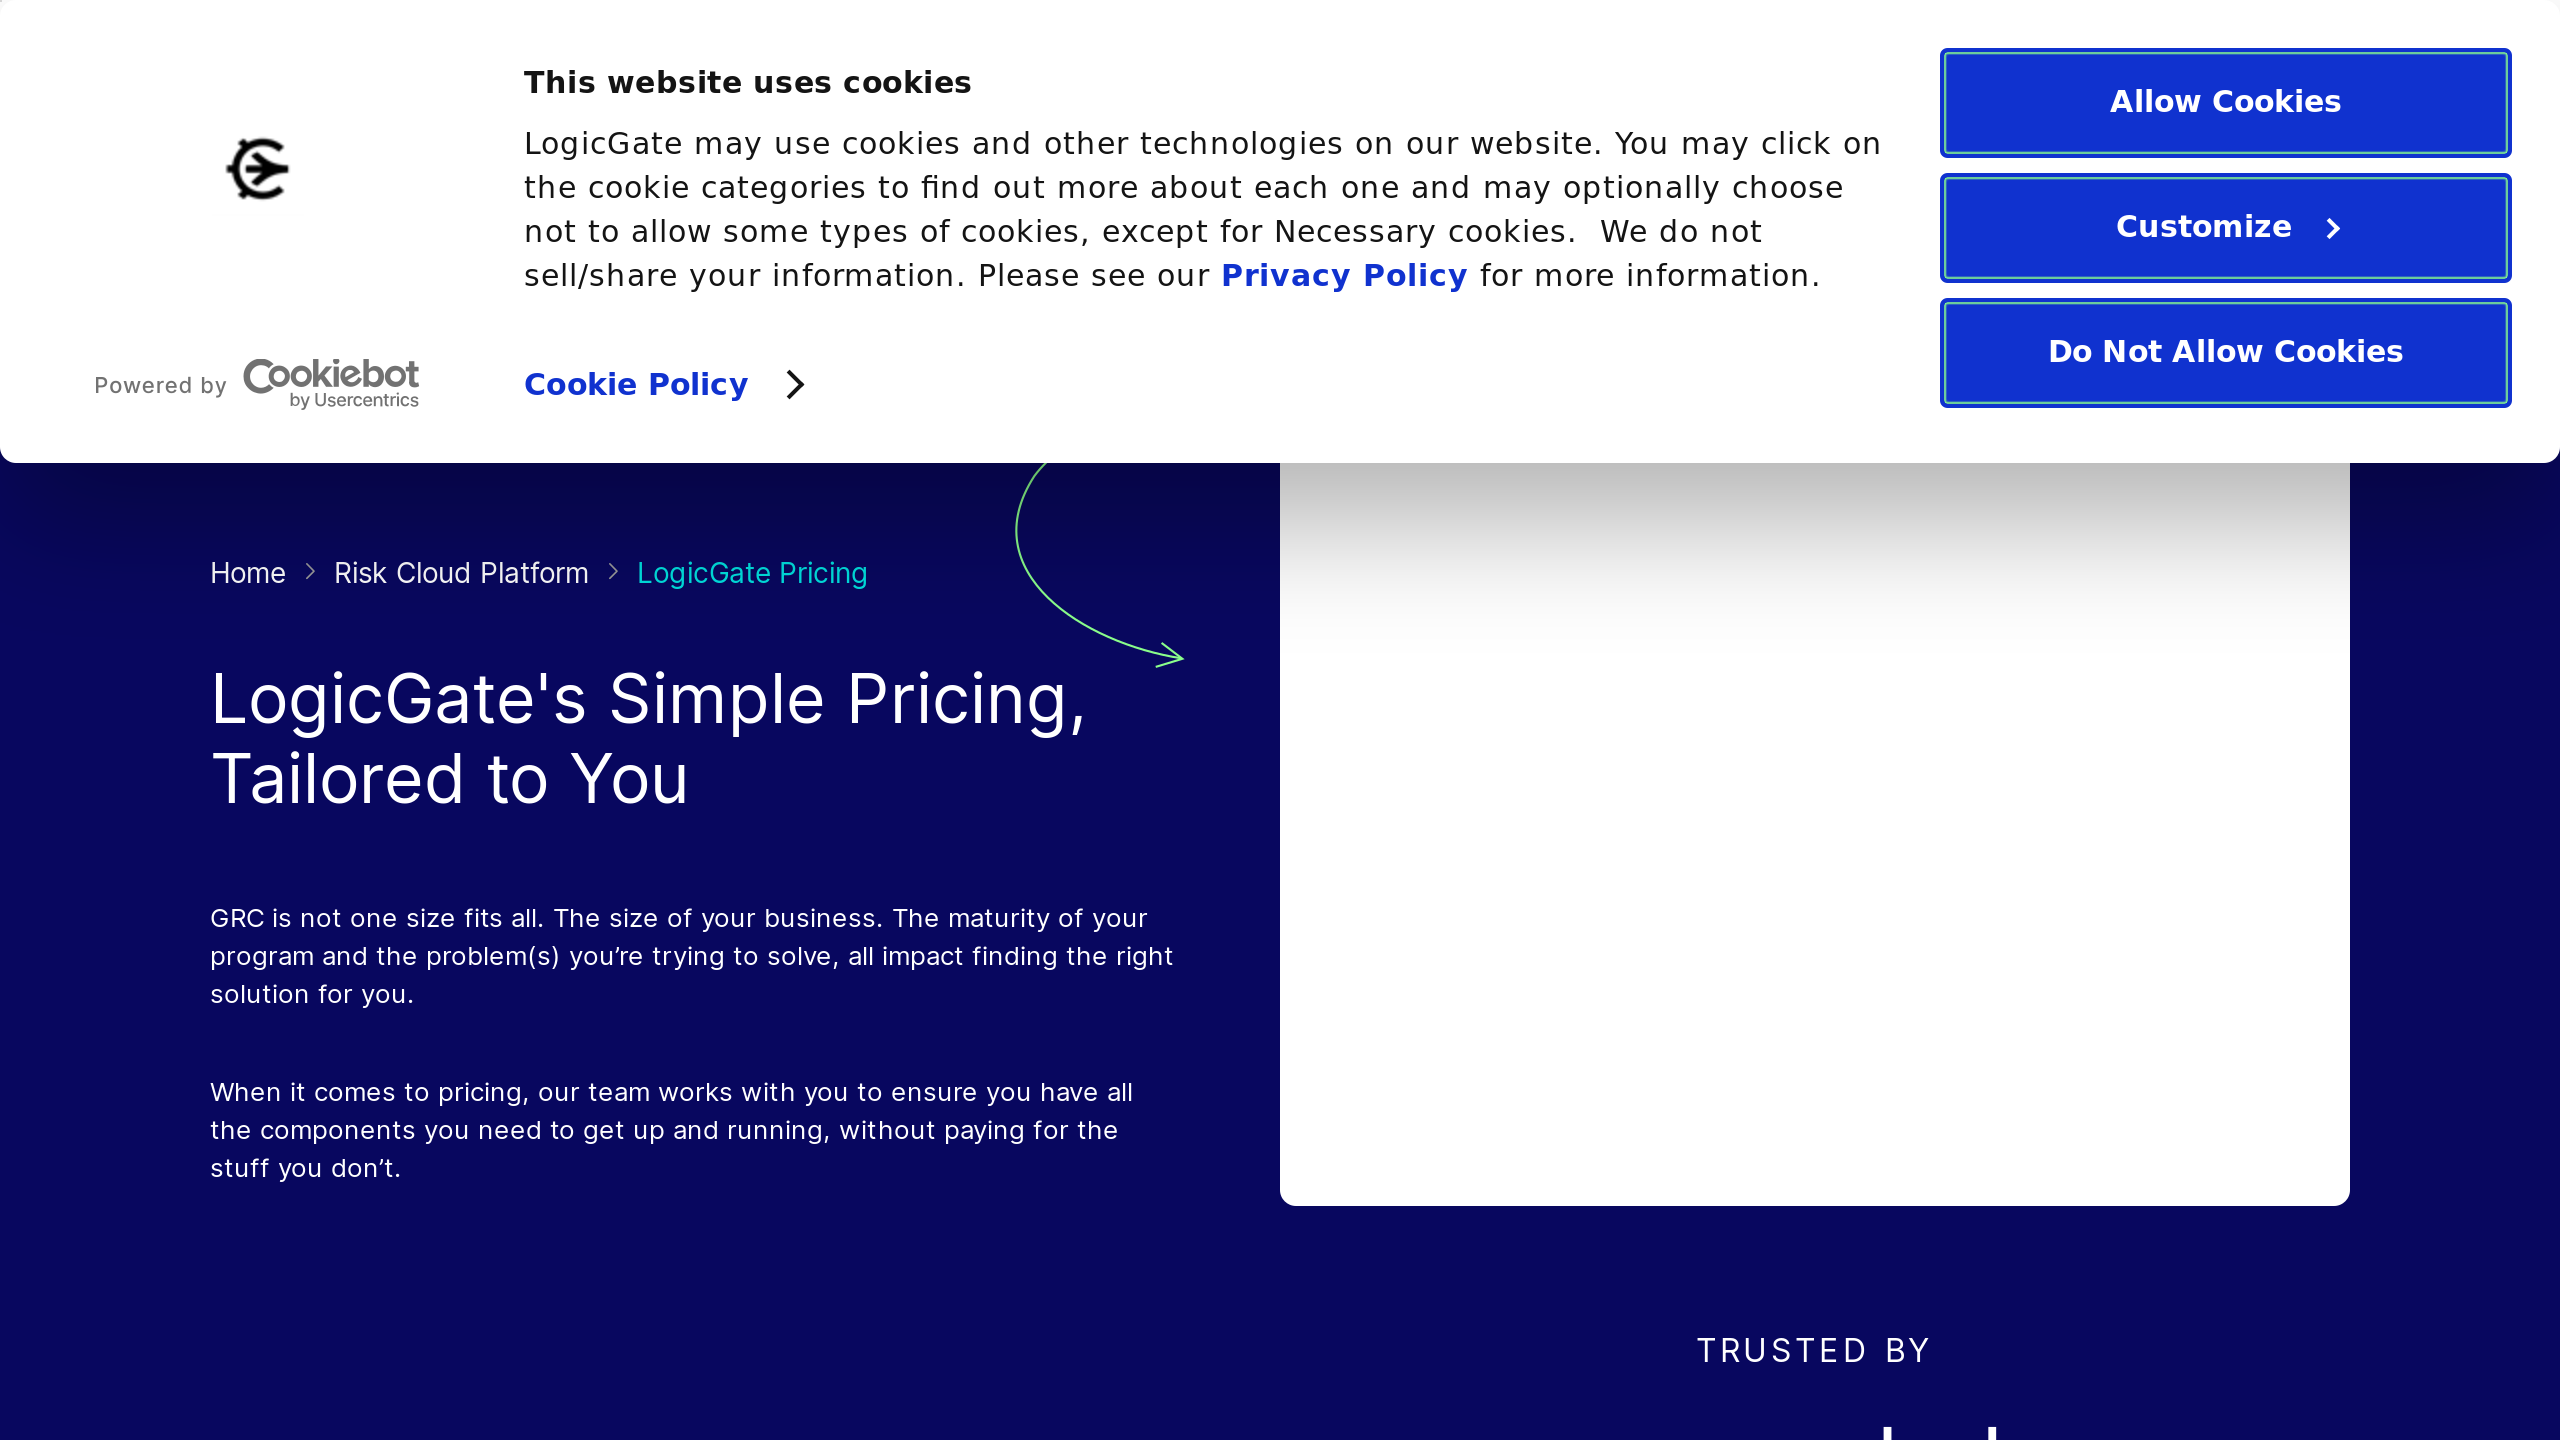 This website uses cookies
LogicGate may use cookies and other technologies on our website. You may click on
the cookie categories to find out more about each one and may optionally choose
not to allow some types of cookies, except for Necessary cookies.  We do not
sell/share your information. Please see our Privacy Policy for more information.
Powered by Cookiebot
by Usercentrics
Cookie Policy
Allow Cookies
Customize
Do Not Allow Cookies
Home > Risk Cloud Platform > LogicGate Pricing
LogicGate's Simple Pricing,
Tailored to You
GRC is not one size fits all. The size of your business. The maturity of your
program and the problem(s) you’re trying to solve, all impact finding the right
solution for you.
When it comes to pricing, our team works with you to ensure you have all
the components you need to get up and running, without paying for the
stuff you don’t.
TRUSTED BY